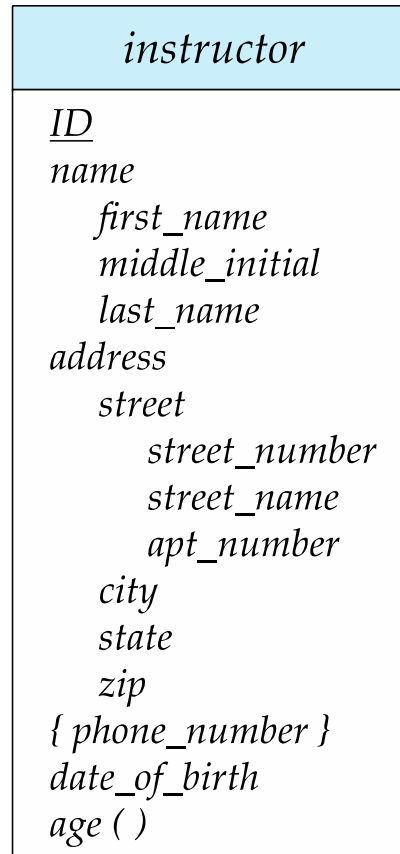 instructor
ID
name
first_name
middle_initial
last_name
address
street
street_number
street_name
apt_number
city
state
zip
{ phone_number }
date_of_birth
age ( )